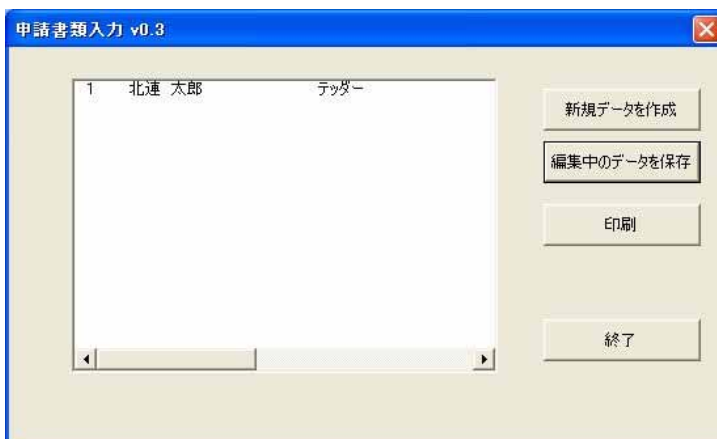 申請書類入力 v0.3
1 北連 太郎 テッダー
新規データを作成
編集中のデータを保存
印刷
終了